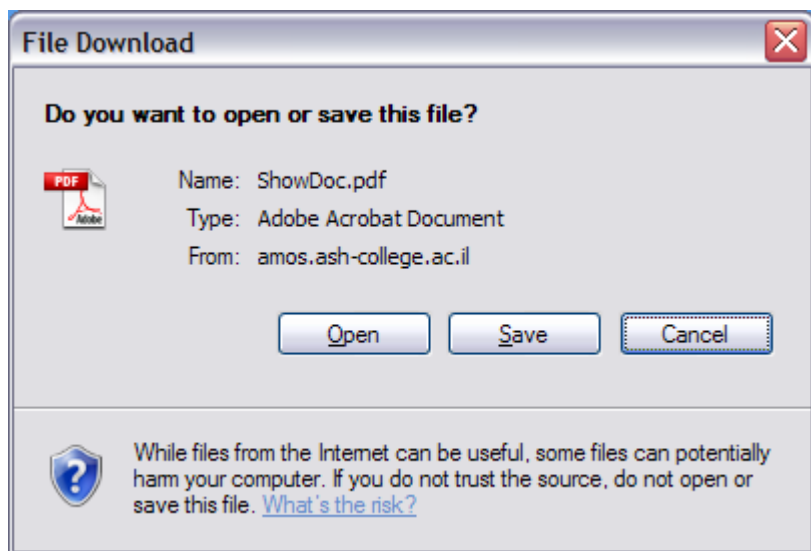 File Download
Do you want to open or save this file?
PDF
Adobe
Name: ShowDoc.pdf
Type: Adobe Acrobat Document
From: amos.ash-college.ac.il
Open Save Cancel
While files from the Internet can be useful, some files can potentially
harm your computer. If you do not trust the source, do not open or
save this file. What's the risk?